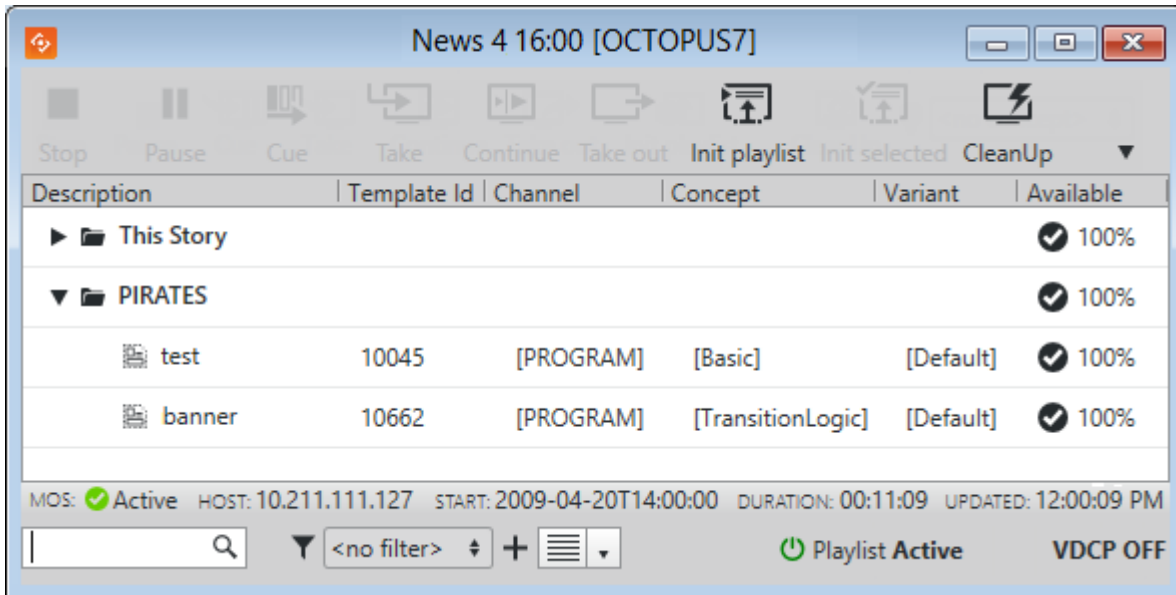 News 4 16:00 [OCTOPUS7]
Stop Pause Cue Take Continue Take out Init playlist Init selected CleanUp
Description Template Id Channel Concept Variant Available
This Story 100%
PIRATES 100%
test 10045 [PROGRAM] [Basic] [Default] 100%
banner 10662 [PROGRAM] [TransitionLogic] [Default] 100%
MOS: Active HOST: 10.211.111.127 START: 2009-04-20T14:00:00 DURATION: 00:11:09 UPDATED: 12:00:09 PM
<no filter> Playlist Active VDCP OFF